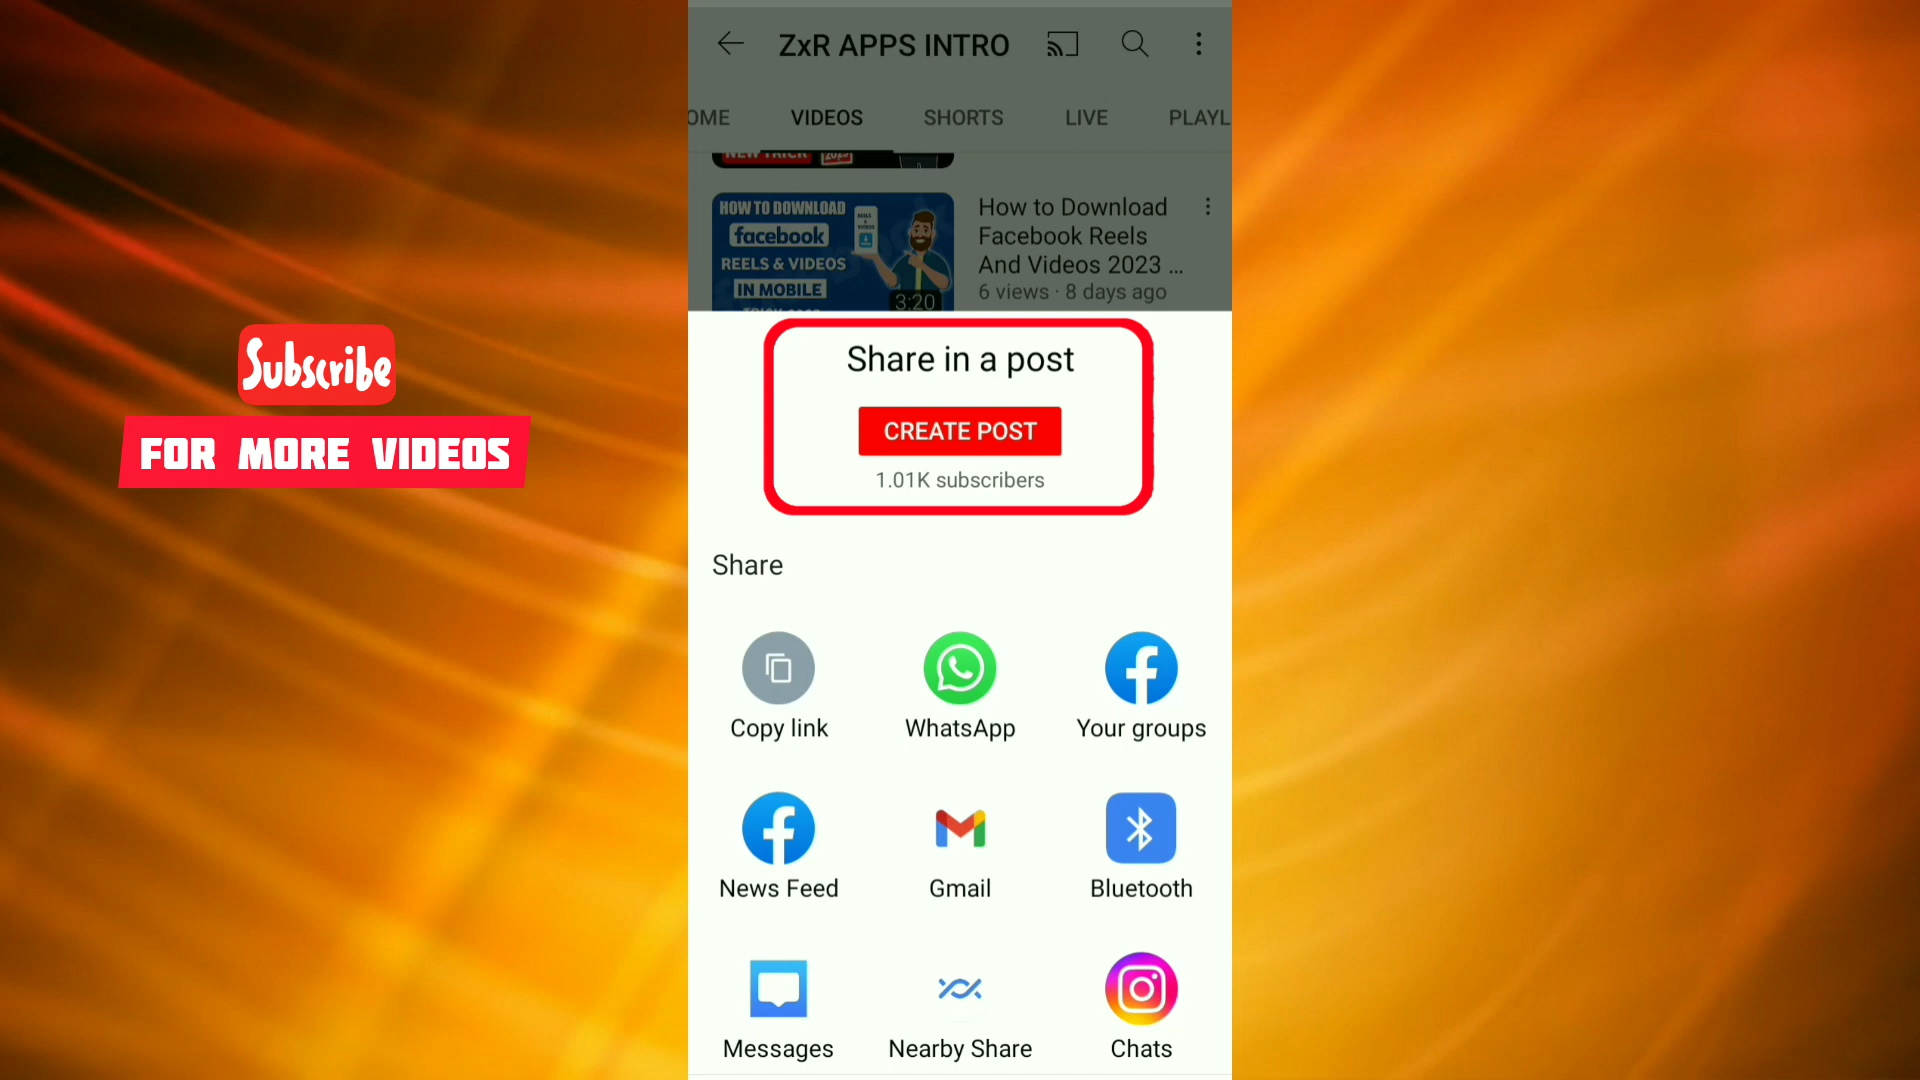 ZxR APPS INTRO
OME VIDEOS SHORTS LIVE PLAYL
NEW TRICK 2023
HOW TO DOWNLOAD
facebook
REELS & VIDEOS
IN MOBILE
3:20
How to Download
Facebook Reels
And Videos 2023 ...
6 views · 8 days ago
Subscribe
FOR MORE VIDEOS
Share in a post
CREATE POST
1.01K subscribers
Share
Copy link WhatsApp Your groups
News Feed Gmail Bluetooth
Messages Nearby Share Chats